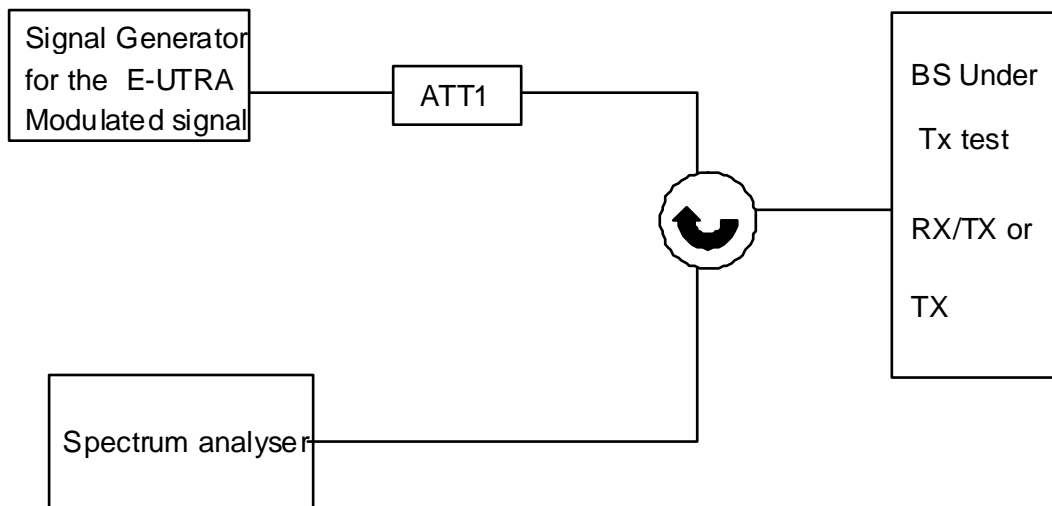 Signal Generator
for the E-UTRA
Modulated signal
ATT1
BS Under
Tx test
RX/TX or
TX
Spectrum analyser